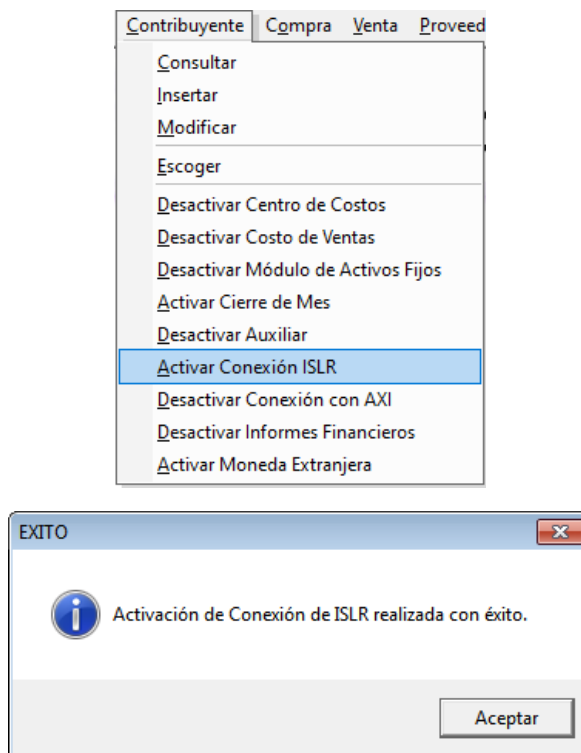 Contribuyente Compra Venta Proveed
Consultar
Insertar
Modificar
Escoger
Desactivar Centro de Costos
Desactivar Costo de Ventas
Desactivar Módulo de Activos Fijos
Activar Cierre de Mes
Desactivar Auxiliar
Activar Conexión ISLR
Desactivar Conexión con AXI
Desactivar Informes Financieros
Activar Moneda Extranjera
EXITO
Activación de Conexión de ISLR realizada con éxito.
Aceptar